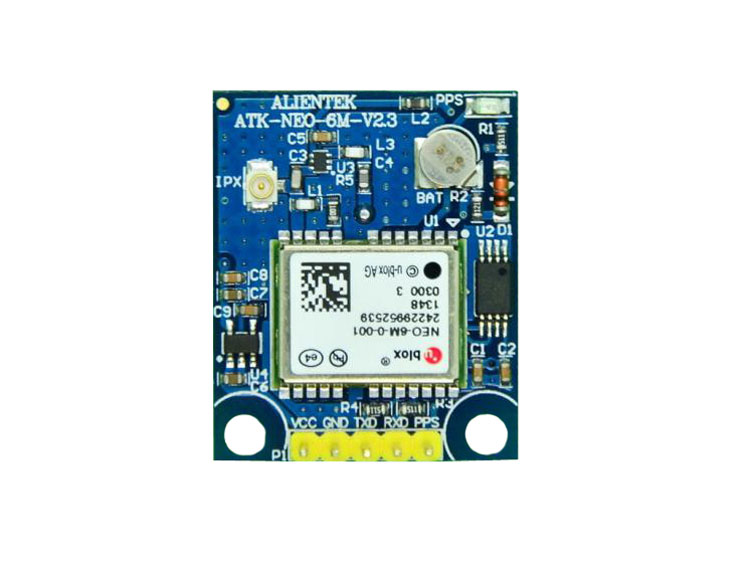 ALIENTEK
ATK-NEO-6M-V2.3
L2
PPS
R1
C5
C3
L3
C4
U3
R5
IPX
L1
BAT
R2
U1
U2
D1
C8
C7
C9
U4
C6
C1
C2
u blox ®
NEO-6M-0-001
24229952539
1348
0300 3
© u-blox AG
e4
R4
R3
VCC GND TXD RXD PPS
P1